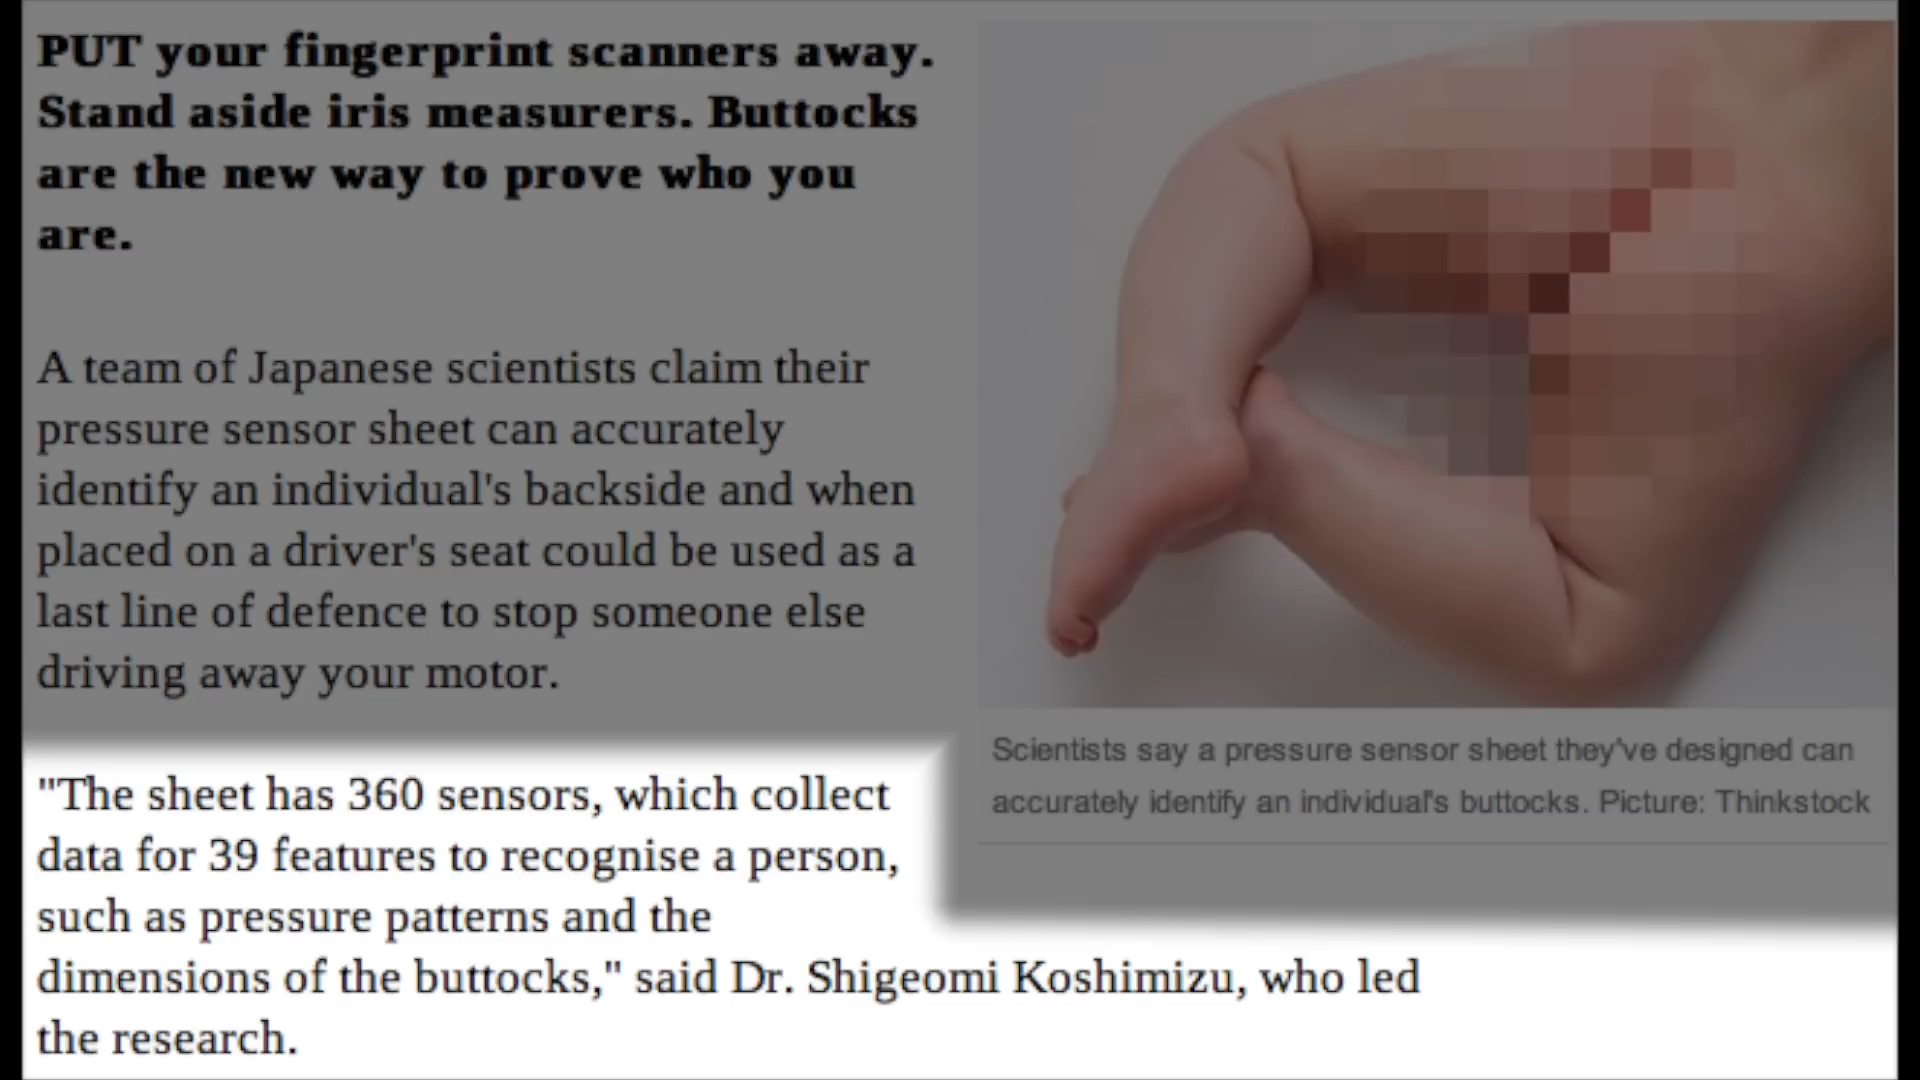 PUT your fingerprint scanners away.
Stand aside iris measurers. Buttocks
are the new way to prove who you
are.
A team of Japanese scientists claim their
pressure sensor sheet can accurately
identify an individual's backside and when
placed on a driver's seat could be used as a
last line of defence to stop someone else
driving away your motor.
"The sheet has 360 sensors, which collect
data for 39 features to recognise a person,
such as pressure patterns and the
dimensions of the buttocks," said Dr. Shigeomi Koshimizu, who led
the research.
Scientists say a pressure sensor sheet they've designed can
accurately identify an individual's buttocks. Picture: Thinkstock